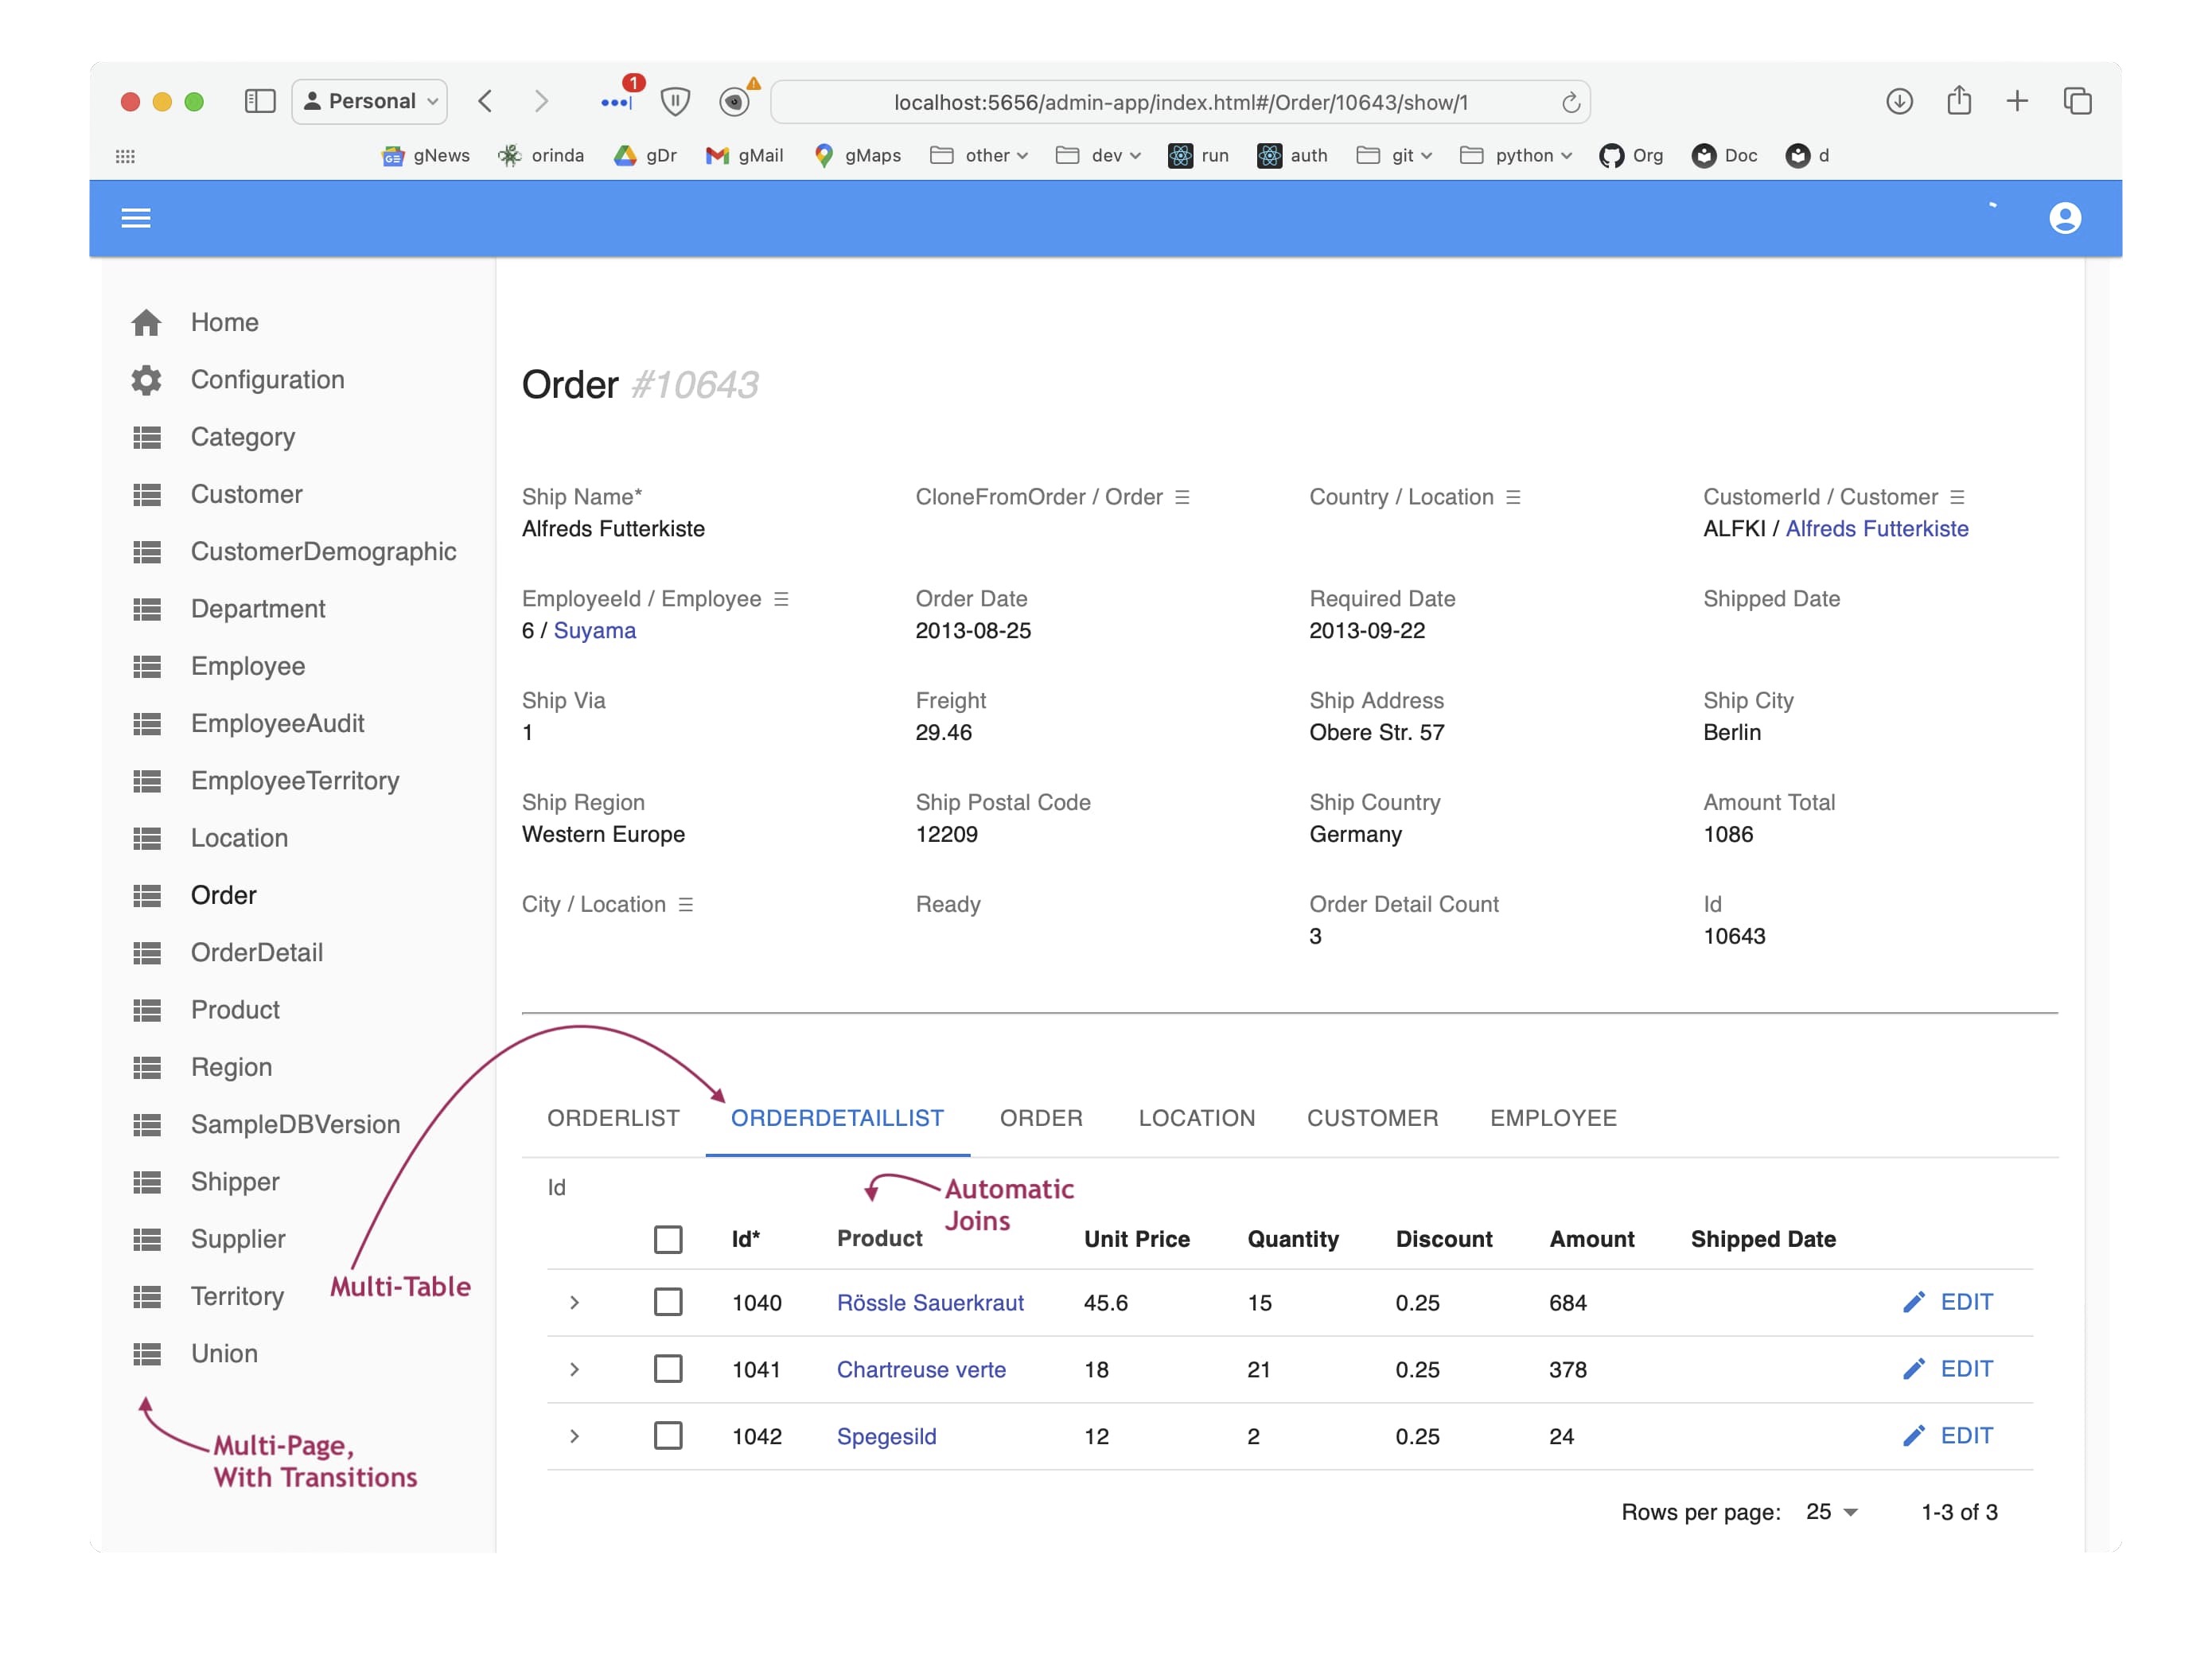 1
Personal
localhost:5656/admin-app/index.html#/Order/10643/show/1
gNews orinda gDr gMail gMaps other dev run auth git python Org Doc d
Home
Configuration
Category
Customer
CustomerDemographic
Department
Employee
EmployeeAudit
EmployeeTerritory
Location
Order
OrderDetail
Product
Region
SampleDBVersion
Shipper
Supplier
Territory
Union
Multi-Page,
With Transitions
Multi-Table
Order #10643
Ship Name* CloneFromOrder / Order Country / Location CustomerId / Customer
Alfreds Futterkiste ALFKI / Alfreds Futterkiste
EmployeeId / Employee Order Date Required Date Shipped Date
6 / Suyama 2013-08-25 2013-09-22
Ship Via Freight Ship Address Ship City
1 29.46 Obere Str. 57 Berlin
Ship Region Ship Postal Code Ship Country Amount Total
Western Europe 12209 Germany 1086
City / Location Ready Order Detail Count Id
3 10643
ORDERLIST ORDERDETAILLIST ORDER LOCATION CUSTOMER EMPLOYEE
Id
Automatic
Joins
Id* Product Unit Price Quantity Discount Amount Shipped Date
1040 Rössle Sauerkraut 45.6 15 0.25 684 EDIT
1041 Chartreuse verte 18 21 0.25 378 EDIT
1042 Spegesild 12 2 0.25 24 EDIT
Rows per page: 25 1-3 of 3